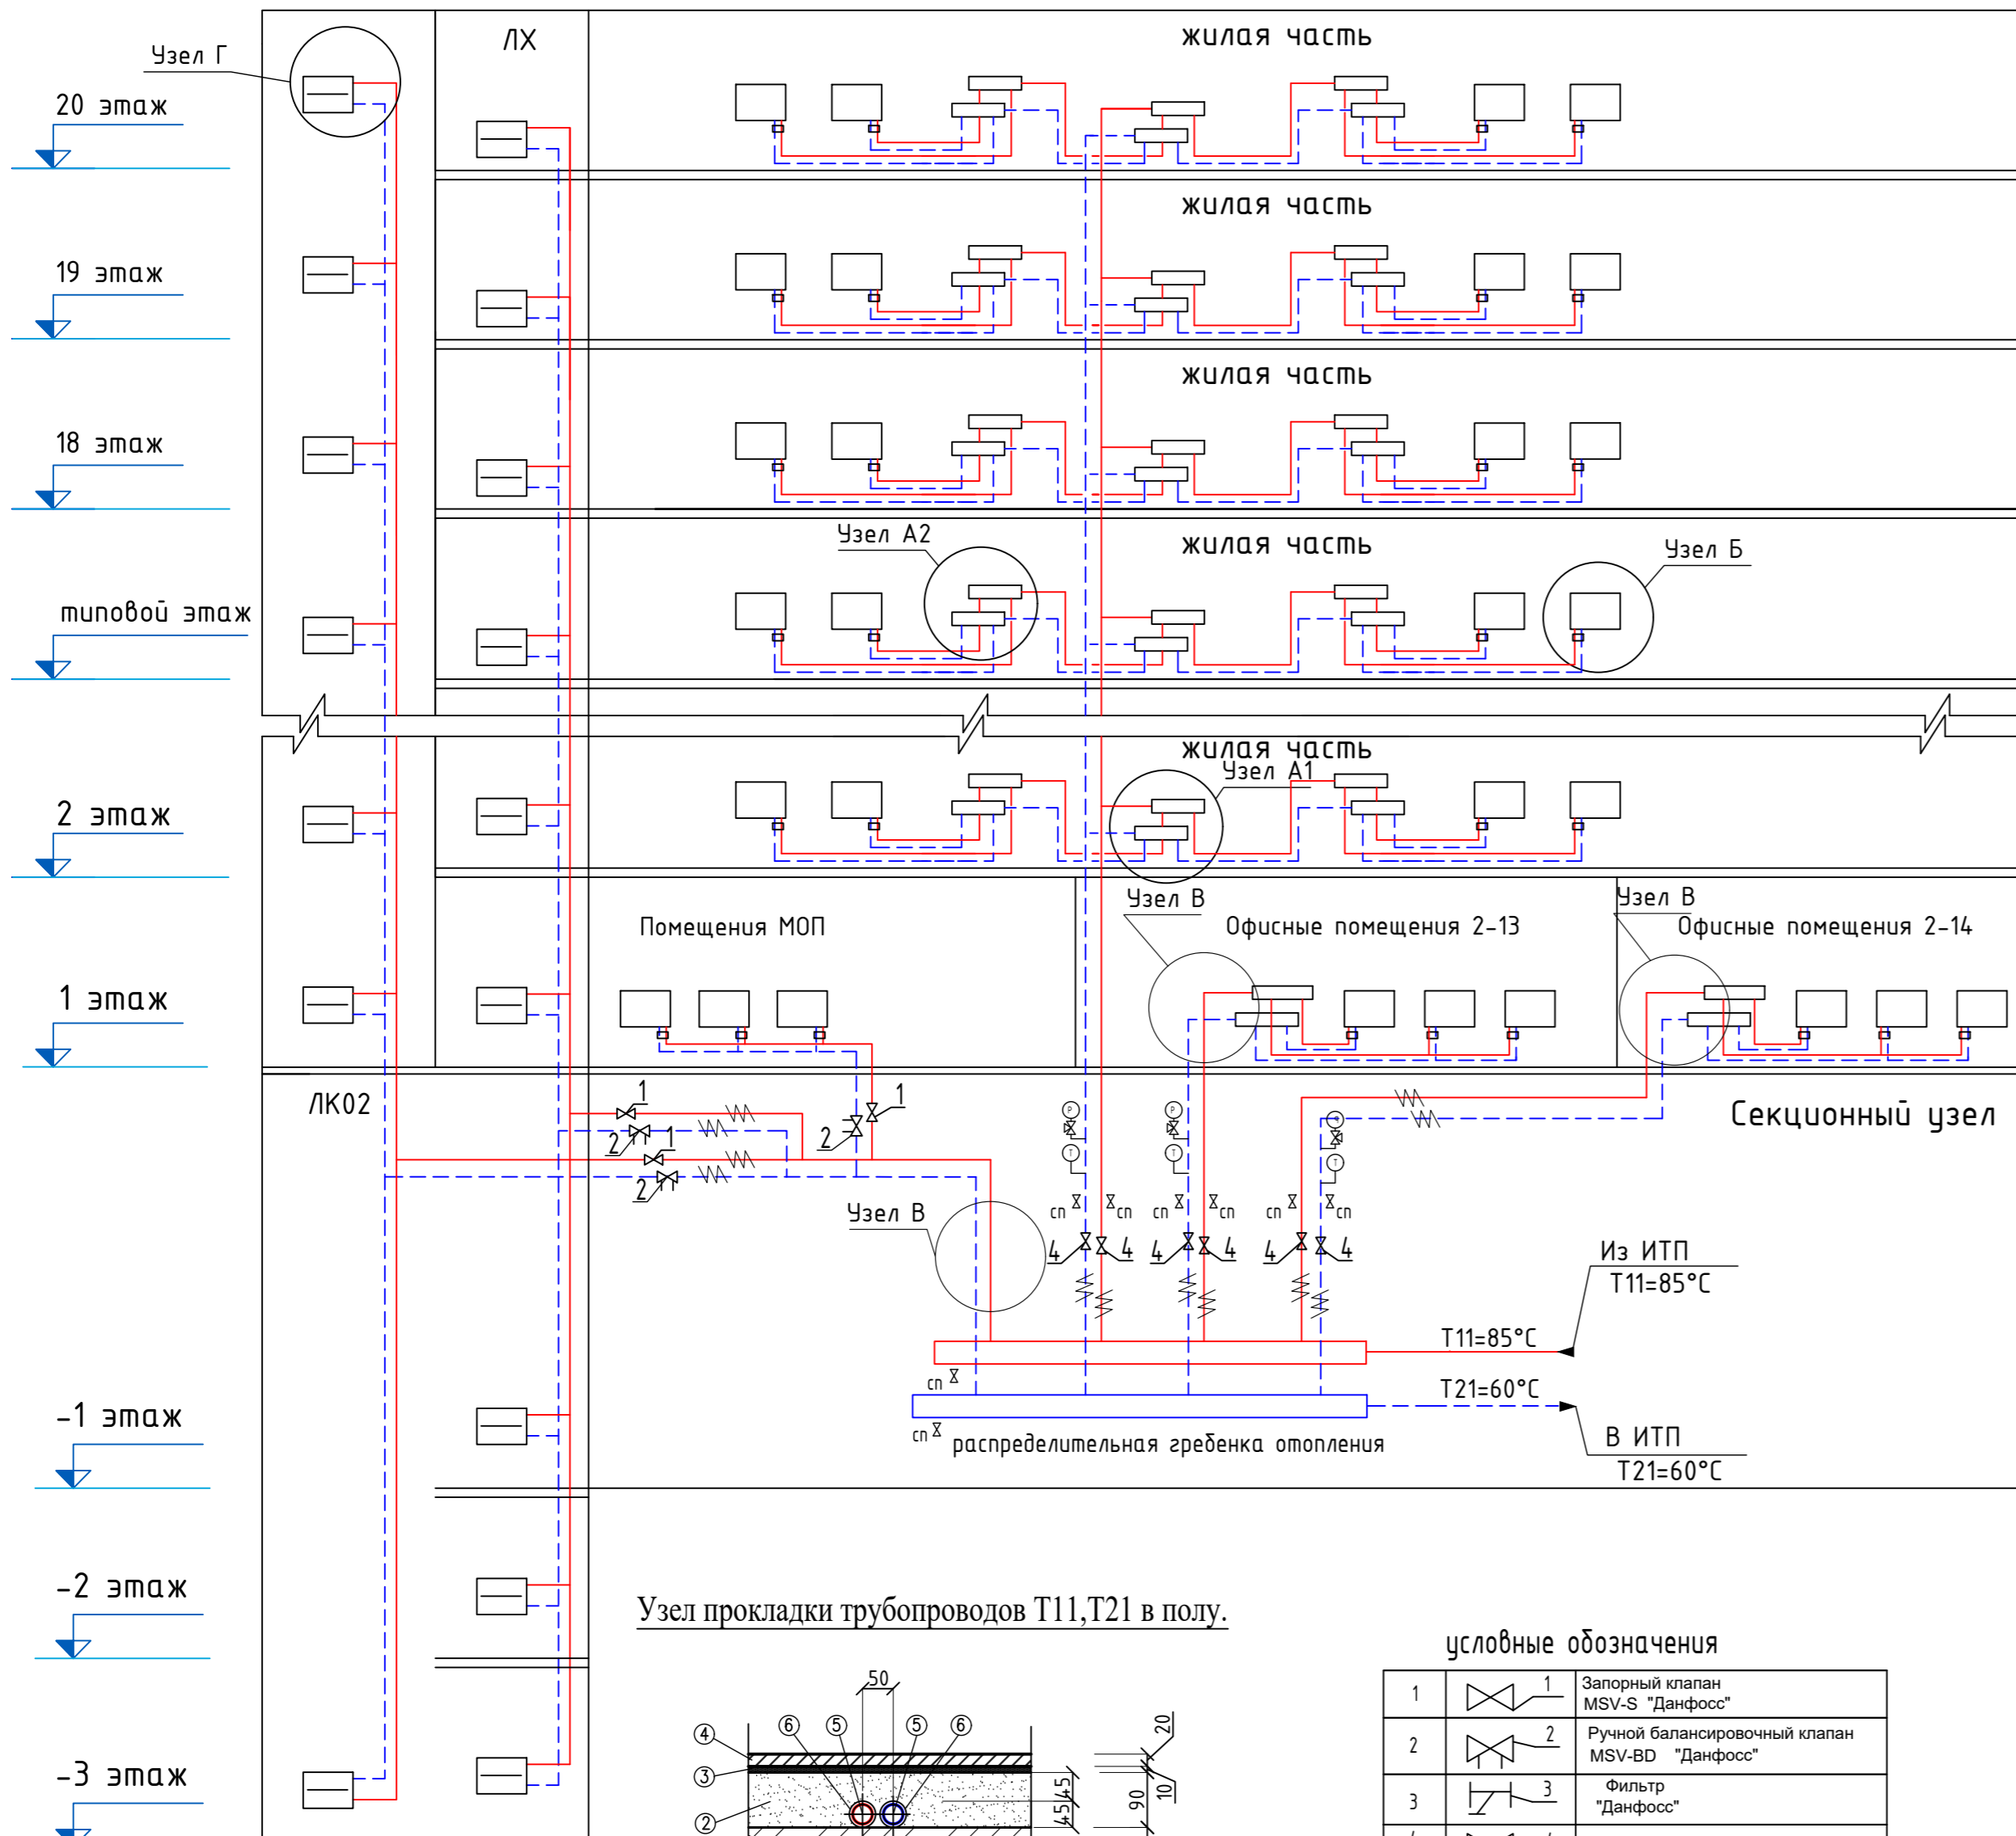 ЛХ
жилая часть
Узел Г
20 этаж
жилая часть
19 этаж
жилая часть
18 этаж
Узел А2
жилая часть
Узел Б
типовой этаж
жилая часть
Узел А1
2 этаж
Узел В
Узел В
Помещения МОП
Офисные помещения 2-13
Офисные помещения 2-14
1 этаж
ЛК02
1
1
2
1
2
2
P
P
T
T
T
Секционный узел
Узел В
сп
сп
сп
сп
сп
сп
4
4
4
4
4
4
Из ИТП
Т11=85°С
Т11=85°С
сп
Т21=60°С
-1 этаж
сп
распределительная гребенка отопления
В ИТП
Т21=60°С
-2 этаж
Узел прокладки трубопроводов Т11,Т21 в полу.
условные обозначения
50
1
1
Запорный клапан
MSV-S "Данфосс"
4
6
5
5
6
20
2
2
Ручной балансировочный клапан
MSV-BD "Данфосс"
-3 этаж
3
45
45
90
10
3
3
Фильтр
"Данфосс"
2